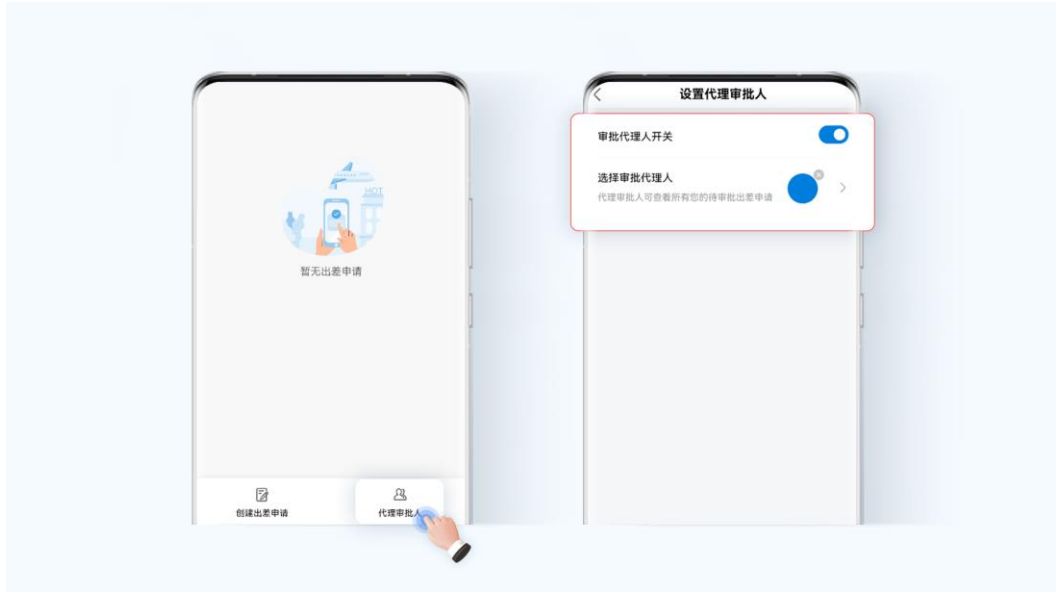 HOT
暂无出差申请
创建出差申请
代理审批人
设置代理审批人
审批代理人开关
选择审批代理人
代理审批人可查看所有您的待审批出差申请